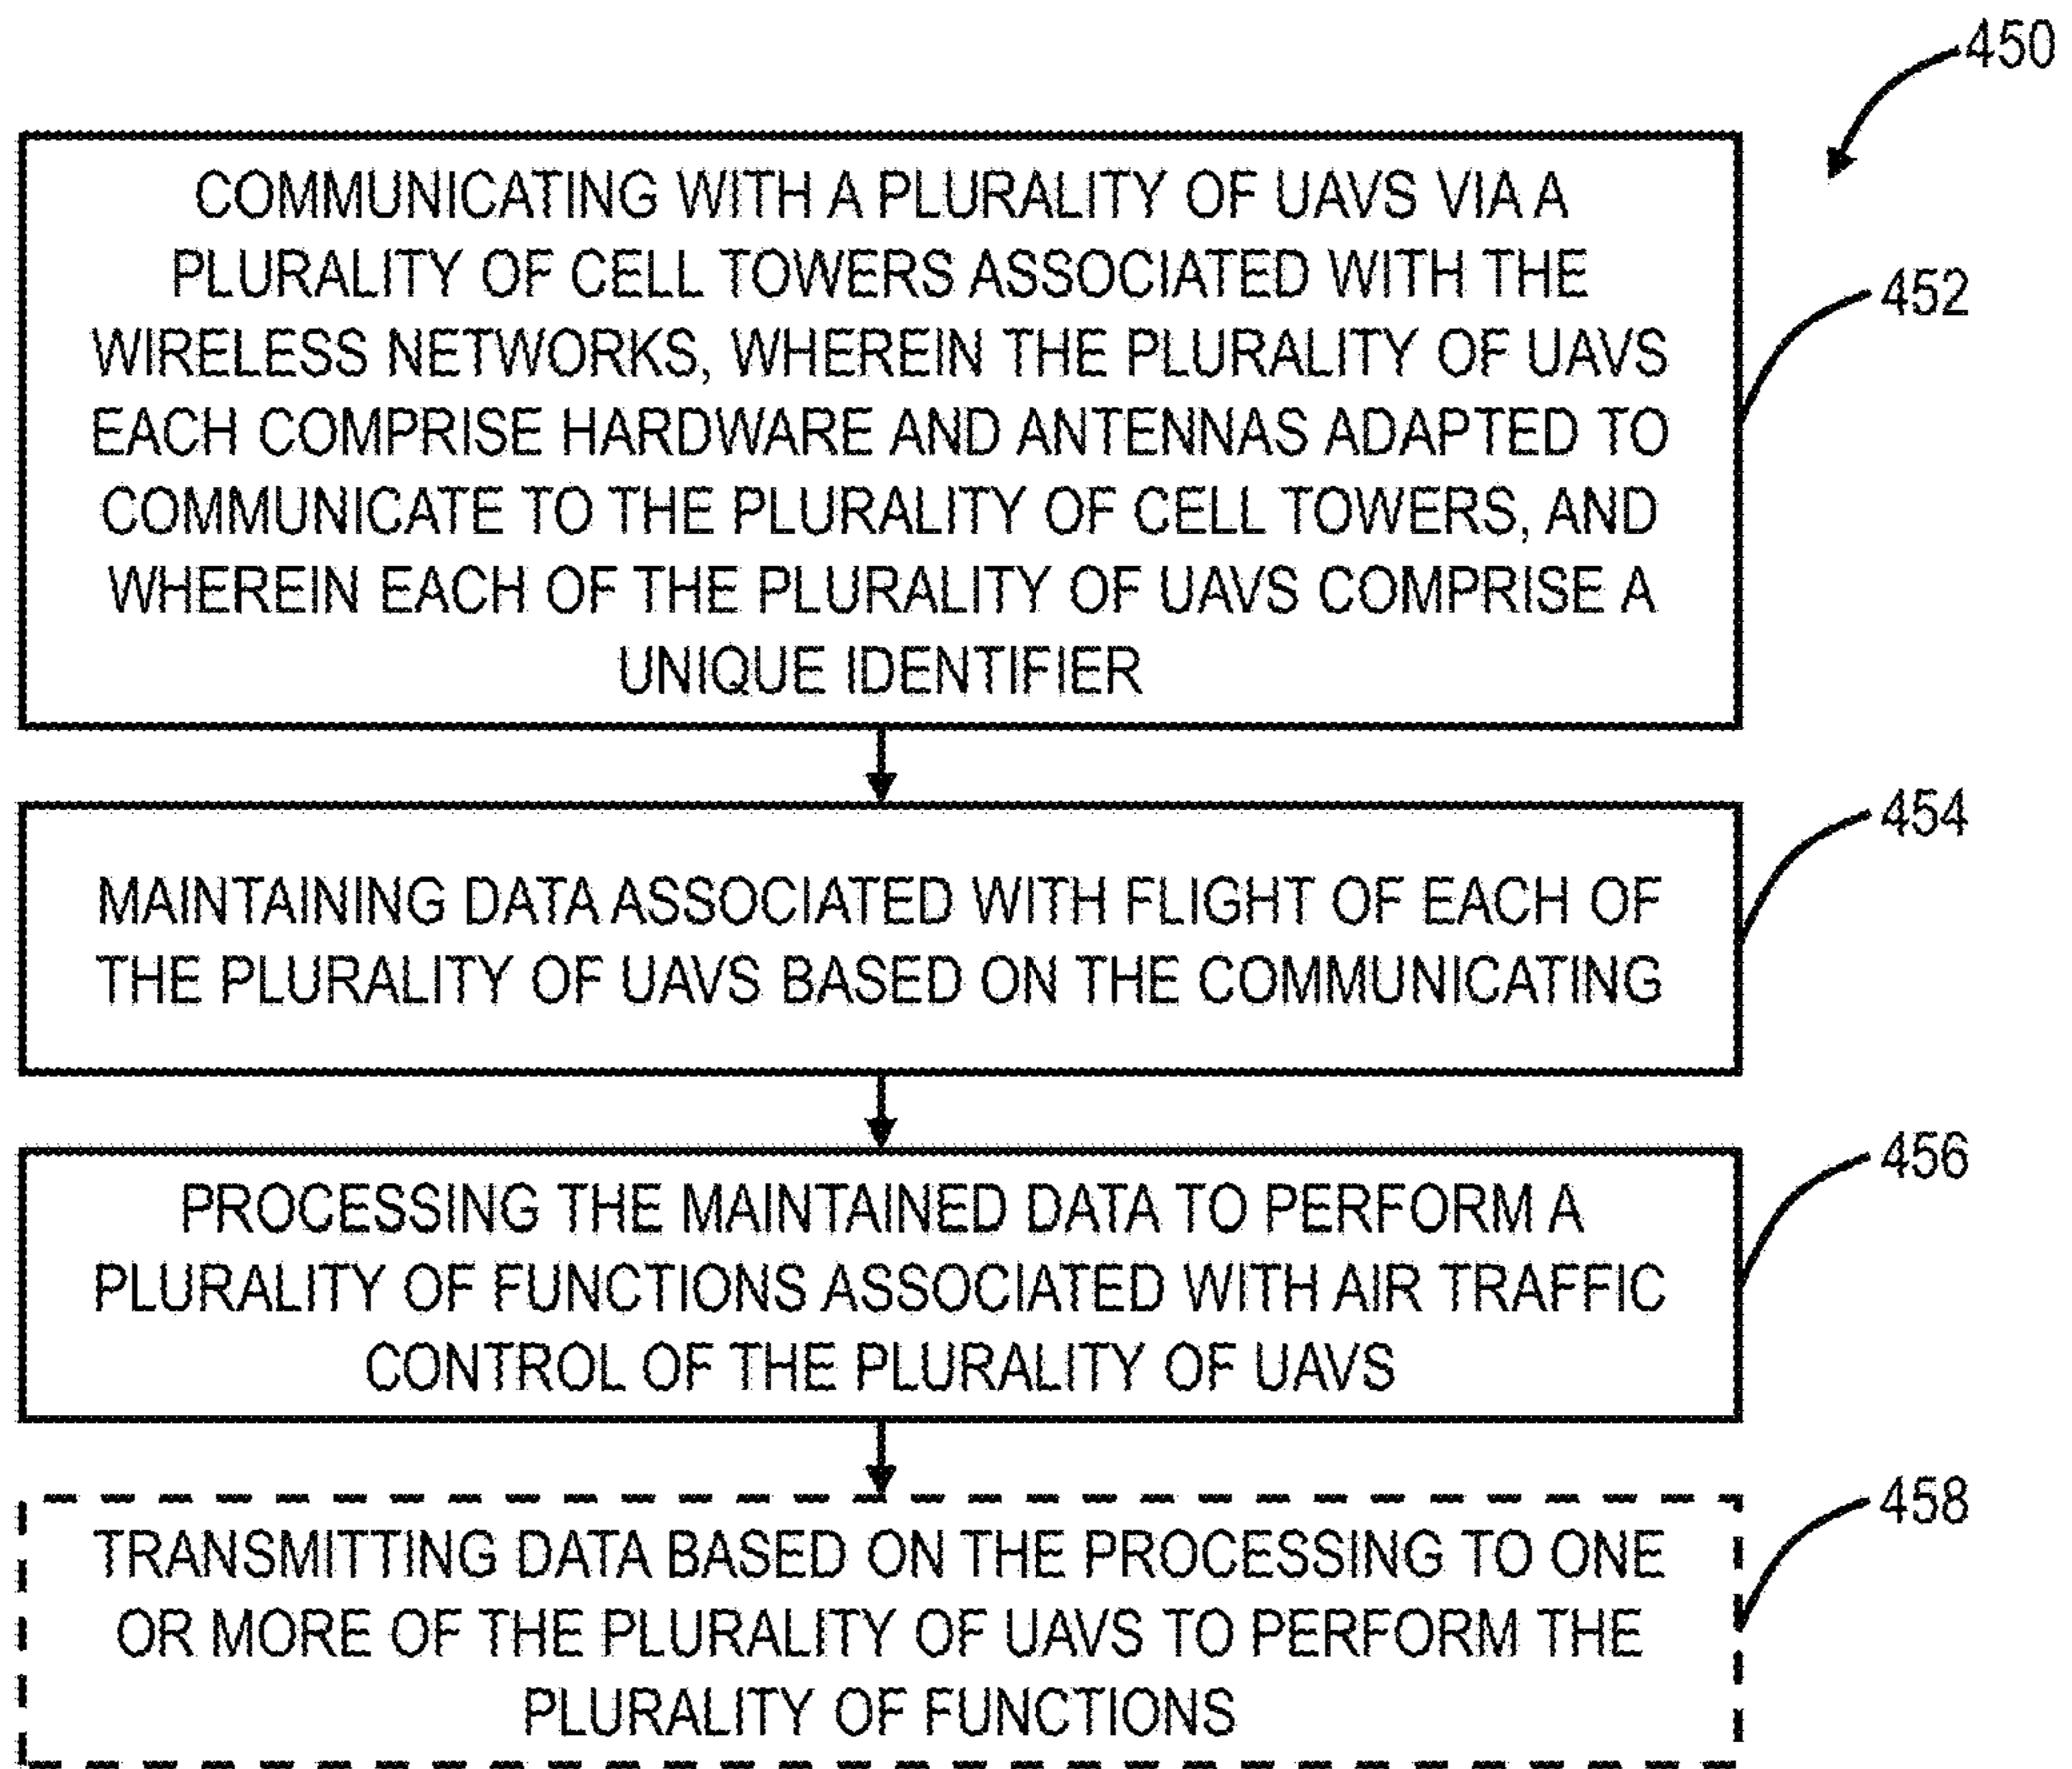 450
COMMUNICATING WITH A PLURALITY OF UAVS VIA A
PLURALITY OF CELL TOWERS ASSOCIATED WITH THE
WIRELESS NETWORKS, WHEREIN THE PLURALITY OF UAVS
EACH COMPRISE HARDWARE AND ANTENNAS ADAPTED TO
COMMUNICATE TO THE PLURALITY OF CELL TOWERS, AND
WHEREIN EACH OF THE PLURALITY OF UAVS COMPRISE A
UNIQUE IDENTIFIER
452
MAINTAINING DATA ASSOCIATED WITH FLIGHT OF EACH OF
THE PLURALITY OF UAVS BASED ON THE COMMUNICATING
454
PROCESSING THE MAINTAINED DATA TO PERFORM A
PLURALITY OF FUNCTIONS ASSOCIATED WITH AIR TRAFFIC
CONTROL OF THE PLURALITY OF UAVS
456
TRANSMITTING DATA BASED ON THE PROCESSING TO ONE
OR MORE OF THE PLURALITY OF UAVS TO PERFORM THE
PLURALITY OF FUNCTIONS
458